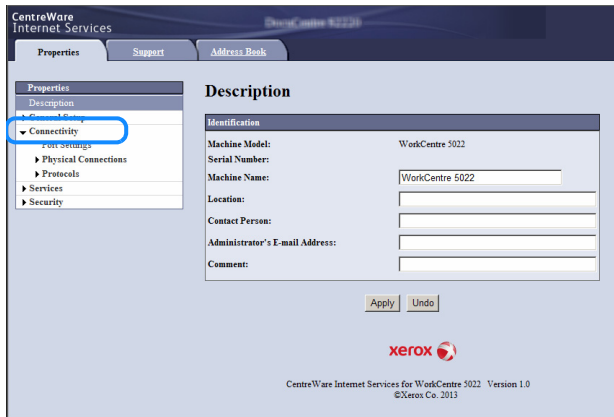 CentreWare
Internet Services
Properties
Support
Address Book
Properties
Description
General Setup
Connectivity
Port Settings
Physical Connections
Protocols
Services
Security
Description
Identification
Machine Model: WorkCentre 5022
Serial Number:
Machine Name: WorkCentre 5022
Location:
Contact Person:
Administrator's E-mail Address:
Comment:
Apply Undo
xerox
CentreWare Internet Services for WorkCentre 5022 Version 1.0
©Xerox Co. 2013